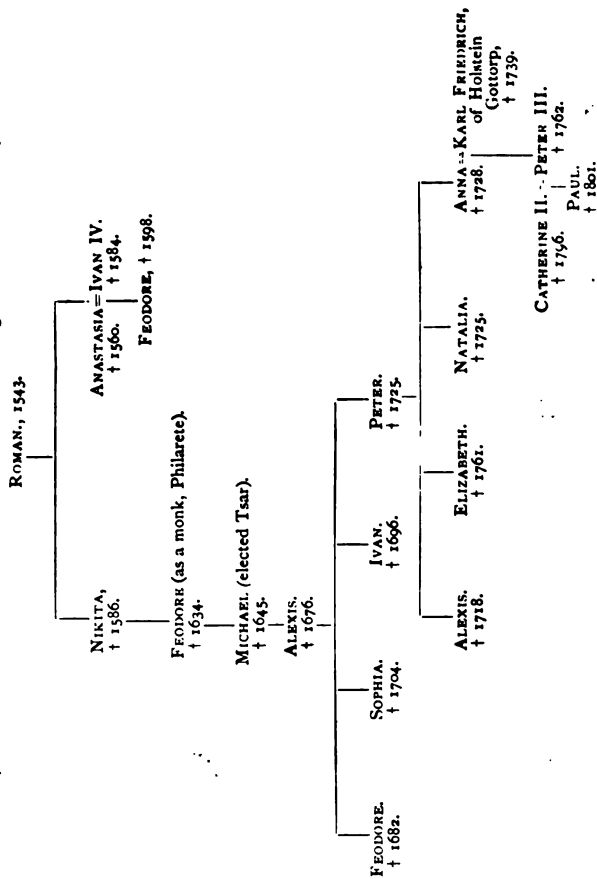 ROMAN., 1543.
NIKITA,
† 1586.
ANASTASIA=IVAN IV.
† 1560. † 1584.
FEODORE, † 1598.
FEODORE (as a monk, Philarete).
† 1634.
MICHAEL (elected Tsar).
† 1645.
ALEXIS.
† 1676.
FEODORE.
† 1682.
SOPHIA.
† 1704.
IVAN.
† 1696.
PETER.
† 1725.
ALEXIS.
† 1718.
ELIZABETH.
† 1761.
NATALIA.
† 1725.
ANNA=KARL FRIEDRICH,
† 1728. of Holstein
Gottorp,
† 1739.
CATHERINE II. - PETER III.
† 1796. † 1762.
PAUL.
† 1801.